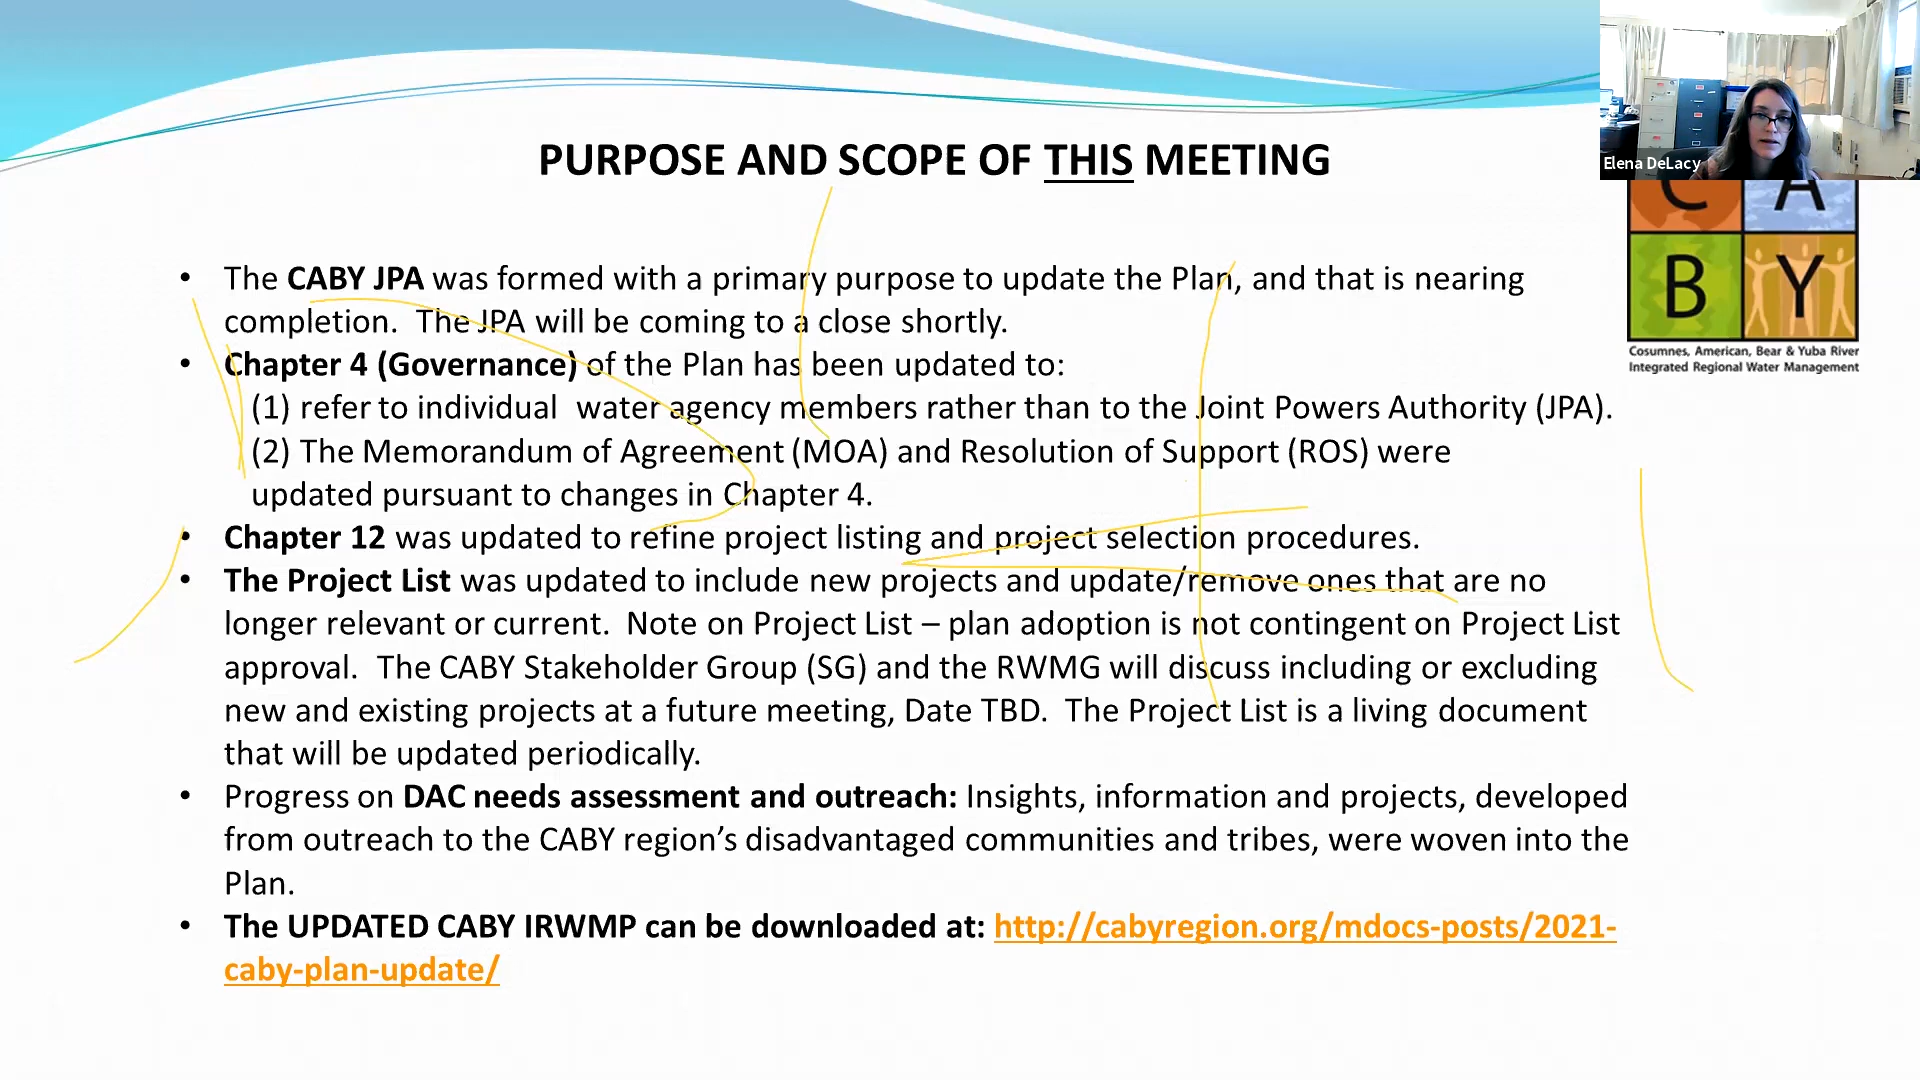 Elena DeLacy
PURPOSE AND SCOPE OF THIS MEETING
C A
B Y
Cosumnes, American, Bear & Yuba River
Integrated Regional Water Management
• The CABY JPA was formed with a primary purpose to update the Plan, and that is nearing
completion. The JPA will be coming to a close shortly.
• Chapter 4 (Governance) of the Plan has been updated to:
(1) refer to individual water agency members rather than to the Joint Powers Authority (JPA).
(2) The Memorandum of Agreement (MOA) and Resolution of Support (ROS) were
updated pursuant to changes in Chapter 4.
• Chapter 12 was updated to refine project listing and project selection procedures.
• The Project List was updated to include new projects and update/remove ones that are no
longer relevant or current. Note on Project List – plan adoption is not contingent on Project List
approval. The CABY Stakeholder Group (SG) and the RWMG will discuss including or excluding
new and existing projects at a future meeting, Date TBD. The Project List is a living document
that will be updated periodically.
• Progress on DAC needs assessment and outreach: Insights, information and projects, developed
from outreach to the CABY region’s disadvantaged communities and tribes, were woven into the
Plan.
• The UPDATED CABY IRWMP can be downloaded at: http://cabyregion.org/mdocs-posts/2021-
caby-plan-update/